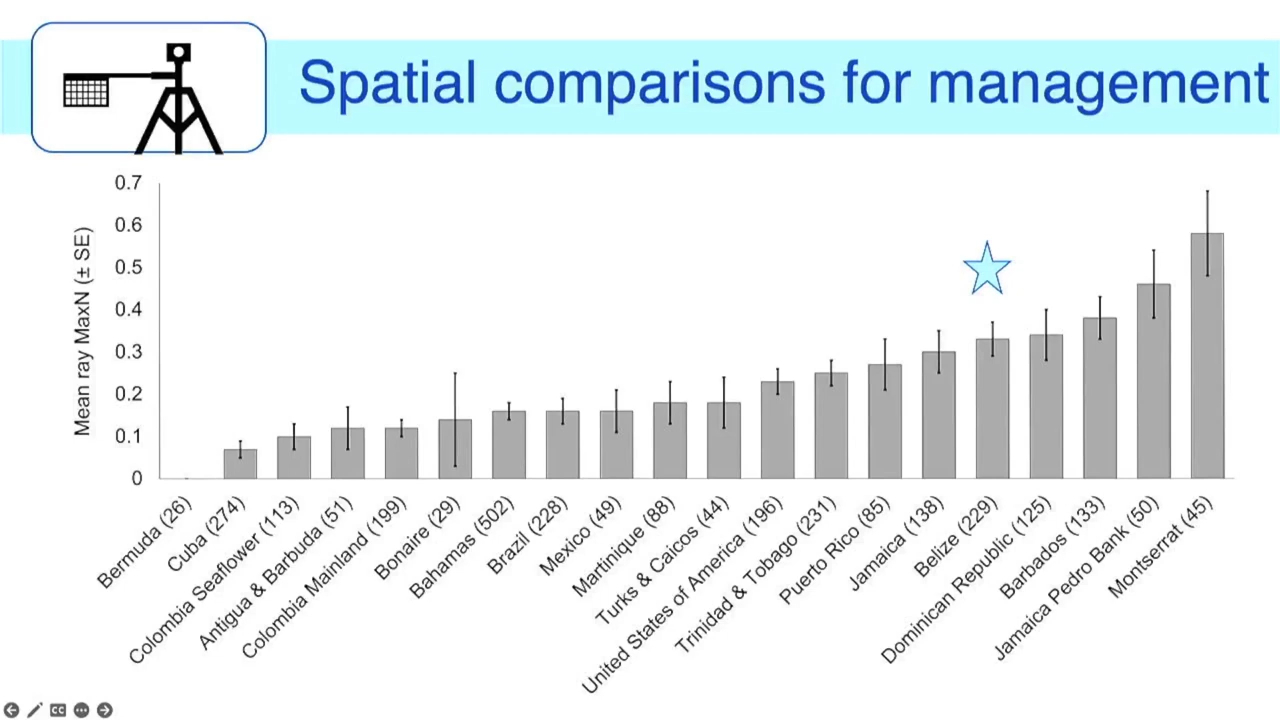 Spatial comparisons for management
Mean ray MaxN (± SE)
0.7
0.6
0.5
0.4
0.3
0.2
0.1
0
Bermuda (26)
Cuba (274)
Colombia Seaflower (113)
Antigua & Barbuda (51)
Colombia Mainland (199)
Bonaire (29)
Bahamas (502)
Brazil (228)
Mexico (49)
Martinique (88)
Turks & Caicos (44)
United States of America (196)
Trinidad & Tobago (231)
Puerto Rico (85)
Jamaica (138)
Belize (229)
Dominican Republic (125)
Barbados (133)
Jamaica Pedro Bank (50)
Montserrat (45)
CC